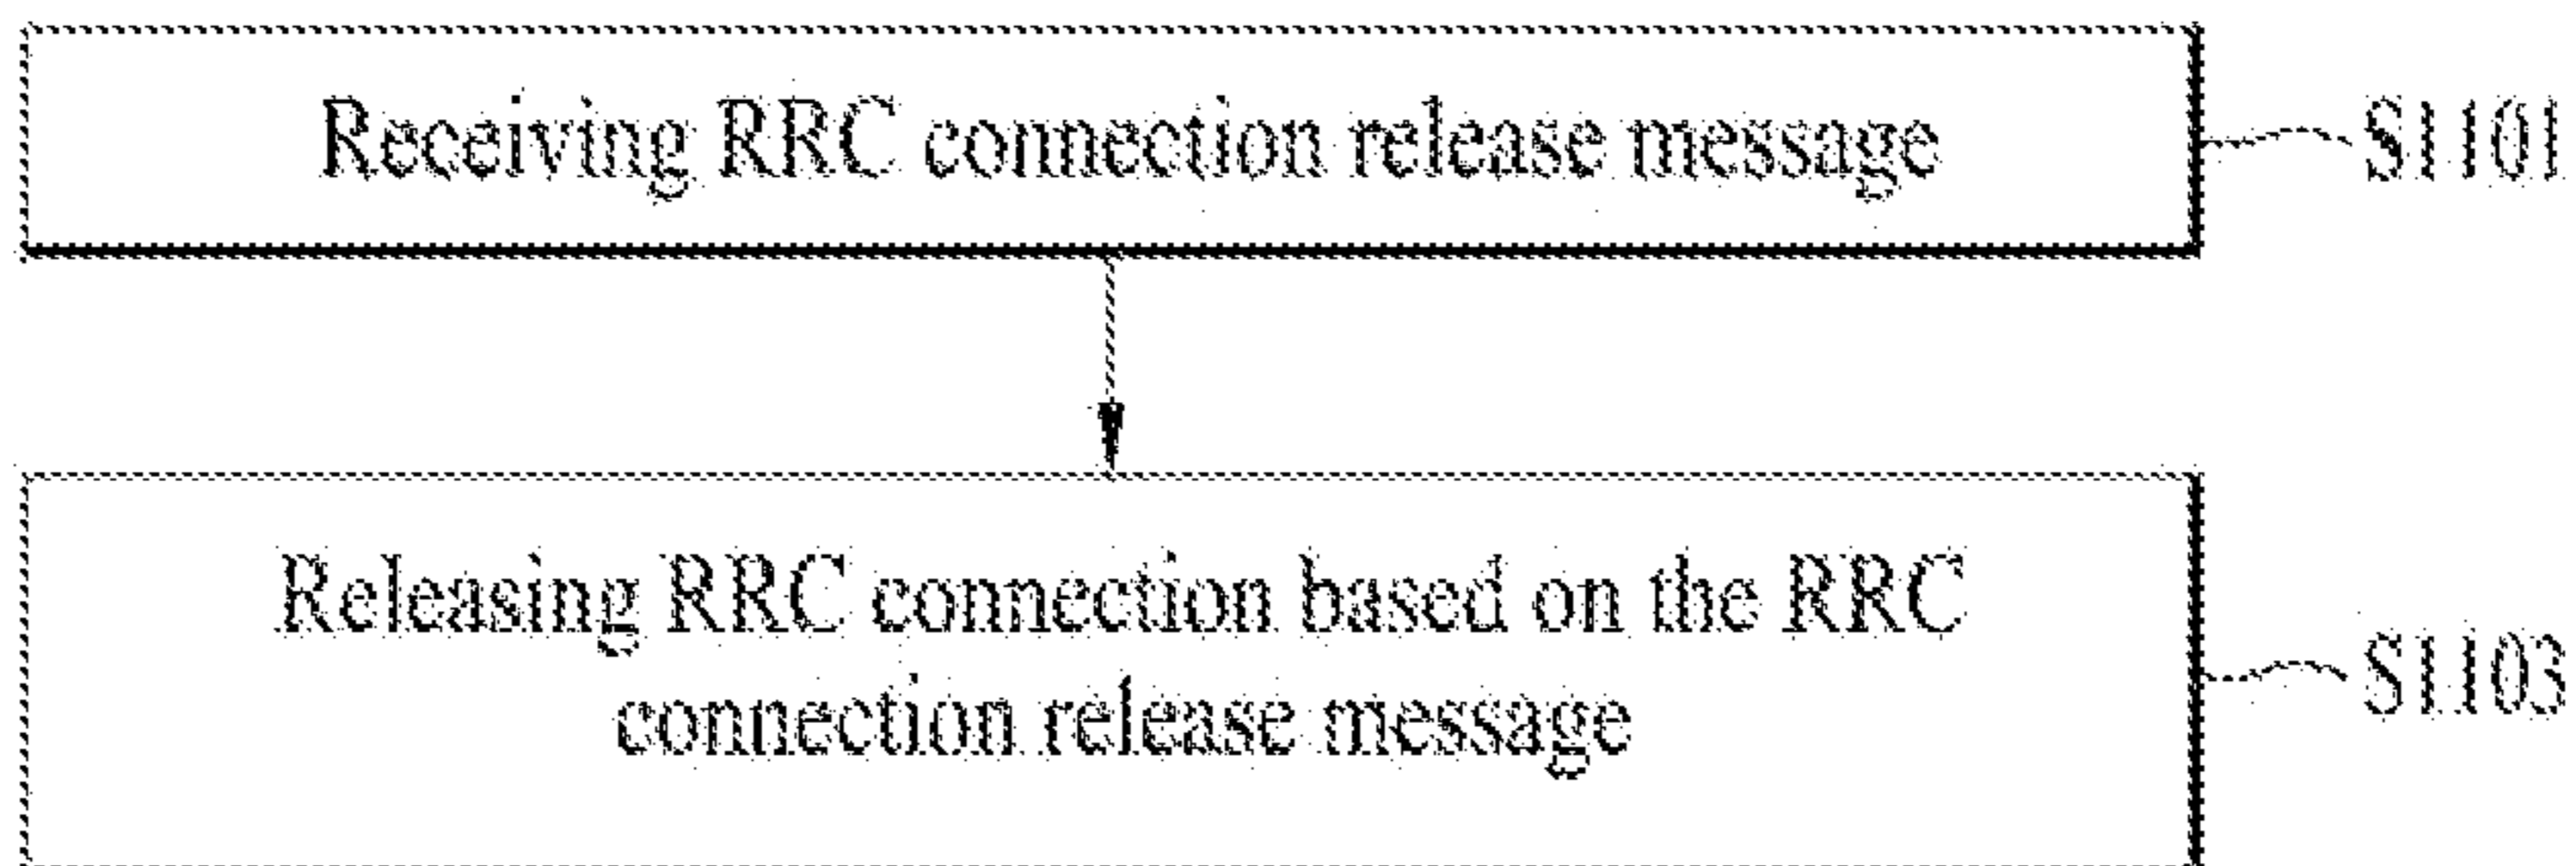 Receiving RRC connection release message
S1101
Releasing RRC connection based on the RRC
connection release message
S1103